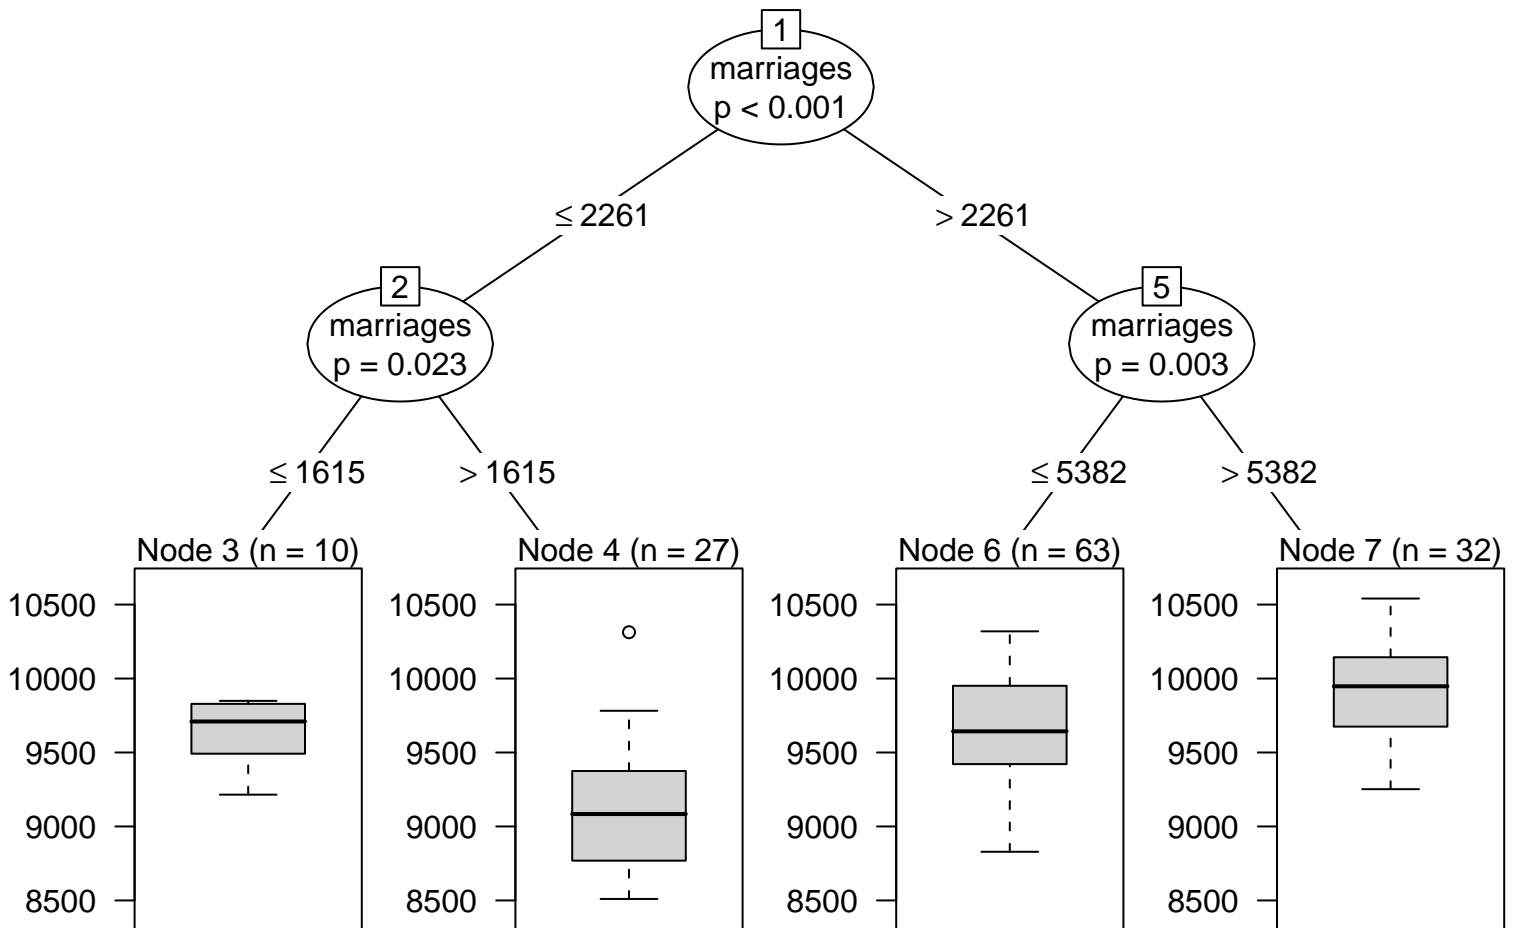 1
marriages
p < 0.001
≤ 2261
> 2261
2
marriages
p = 0.023
5
marriages
p = 0.003
≤ 1615
> 1615
≤ 5382
> 5382
Node 3 (n = 10)
10500
10000
9500
9000
8500
Node 4 (n = 27)
10500
10000
9500
9000
8500
Node 6 (n = 63)
10500
10000
9500
9000
8500
Node 7 (n = 32)
10500
10000
9500
9000
8500